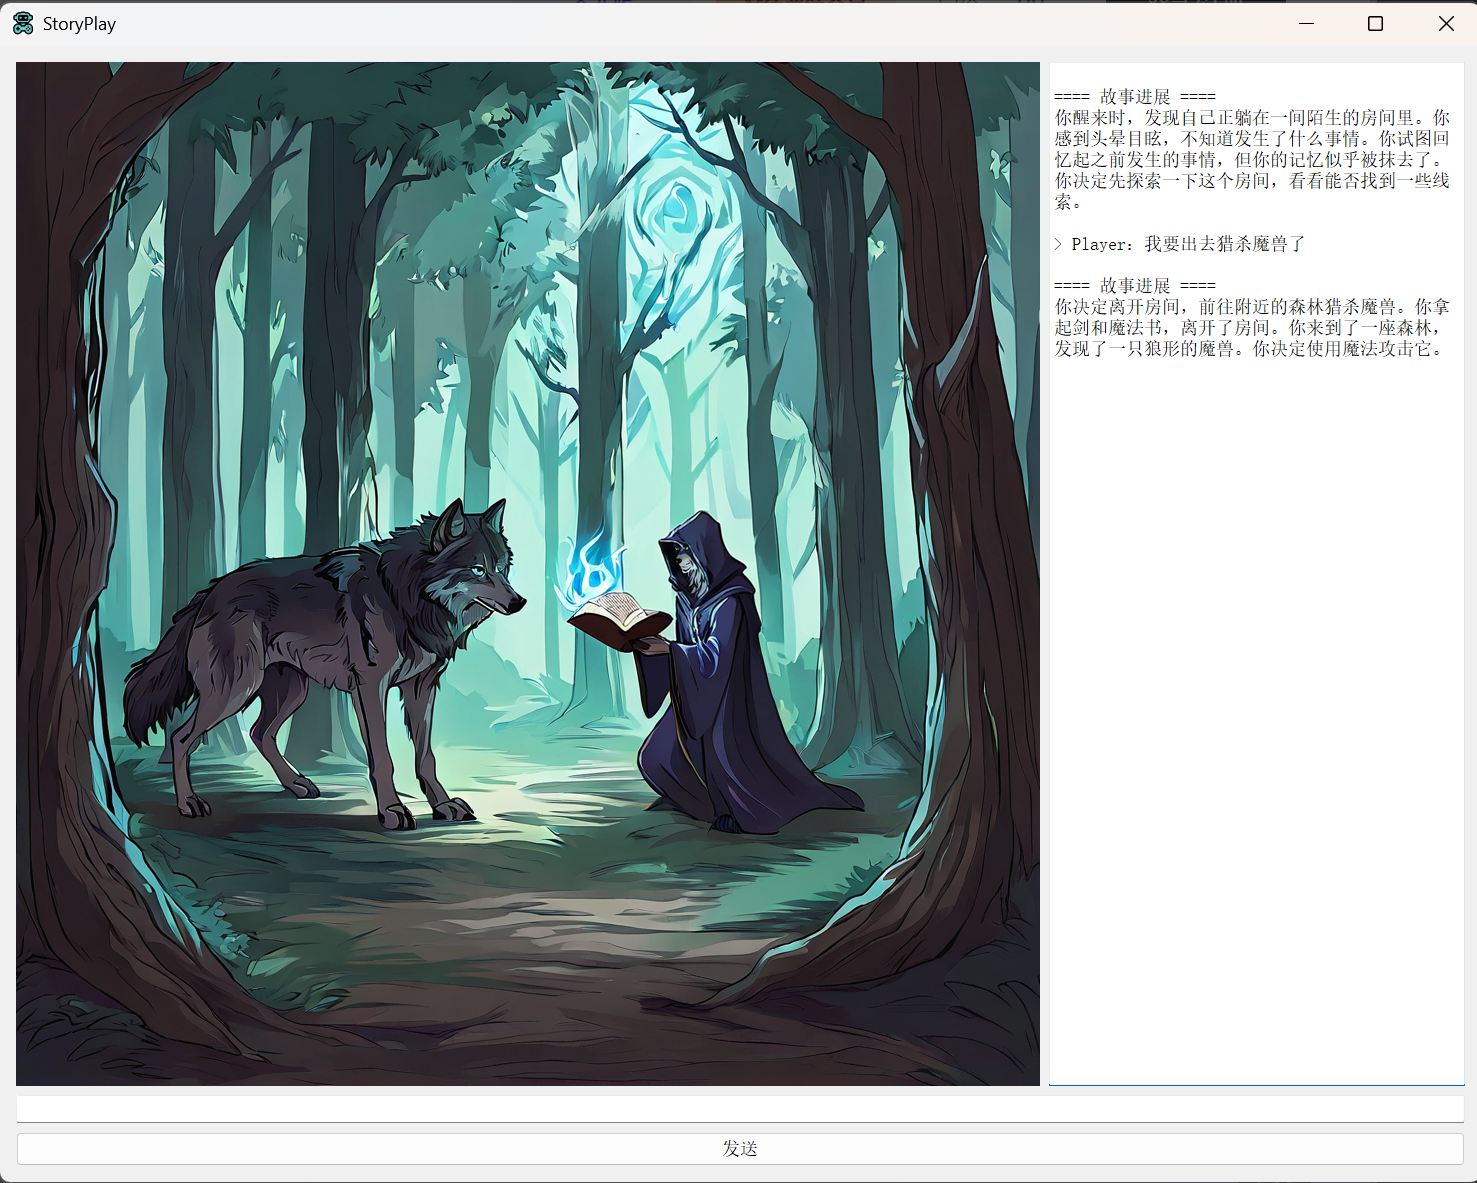 StoryPlay
==== 故事进展 ====
你醒来时，发现自己正躺在一间陌生的房间里。你
感到头晕目眩，不知道发生了什么事情。你试图回
忆起之前发生的事情，但你的记忆似乎被抹去了。
你决定先探索一下这个房间，看看能否找到一些线
索。
> Player: 我要出去猎杀魔兽了
==== 故事进展 ====
你决定离开房间，前往附近的森林猎杀魔兽。你拿
起剑和魔法书，离开了房间。你来到了一座森林，
发现了一只狼形的魔兽。你决定使用魔法攻击它。
发送